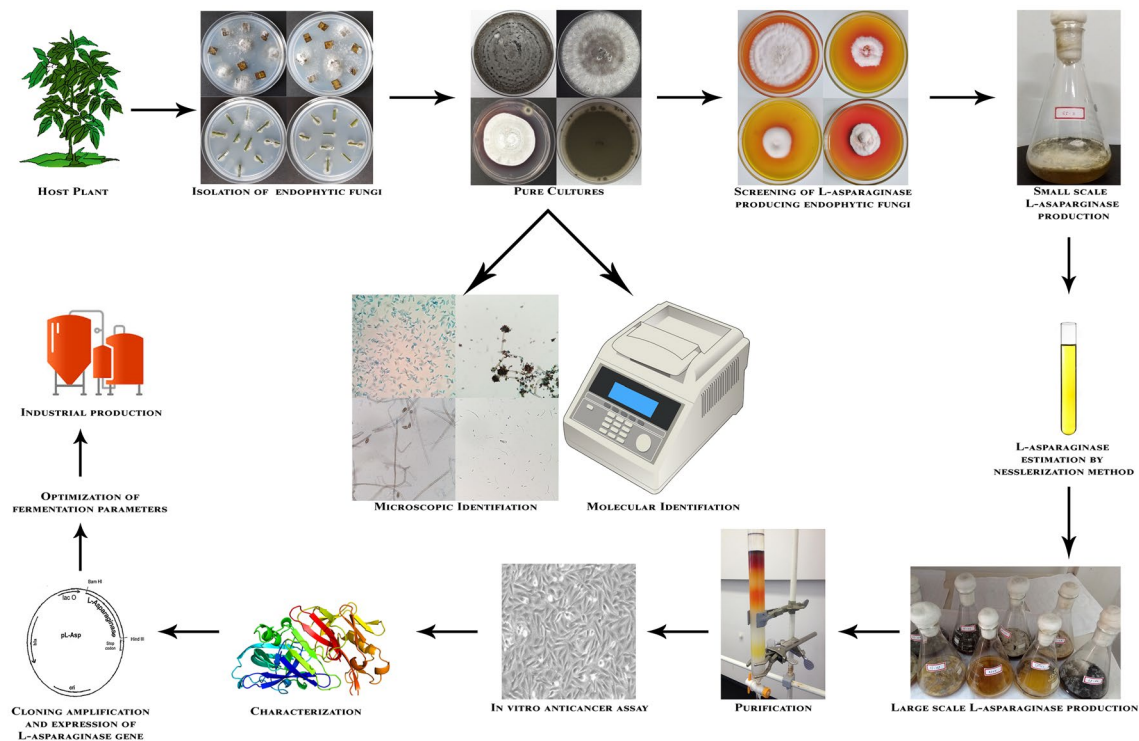 HOST PLANT
ISOLATION OF ENDOPHYTIC FUNGI
PURE CULTURES
SCREENING OF L-ASPARAGINASE
PRODUCING ENDOPHYTIC FUNGI
SMALL SCALE
L-ASAPARGINASE
PRODUCTION
MICROSCOPIC IDENTIFIATION
MOLECULAR IDENTIFIATION
L-ASPARAGINASE
ESTIMATION BY
NESSLERIZATION METHOD
INDUSTRIAL PRODUCTION
OPTIMIZATION OF
FERMENTATION PARAMETERS
Bam HI
lac O
L-Asparaginase
pL-Asp
Hind III
Stop
codon
ori
CLONING AMPLIFICATION
AND EXPRESSION OF
L-ASPARAGINASE GENE
CHARACTERIZATION
IN VITRO ANTICANCER ASSAY
PURIFICATION
LARGE SCALE L-ASPARAGINASE PRODUCTION